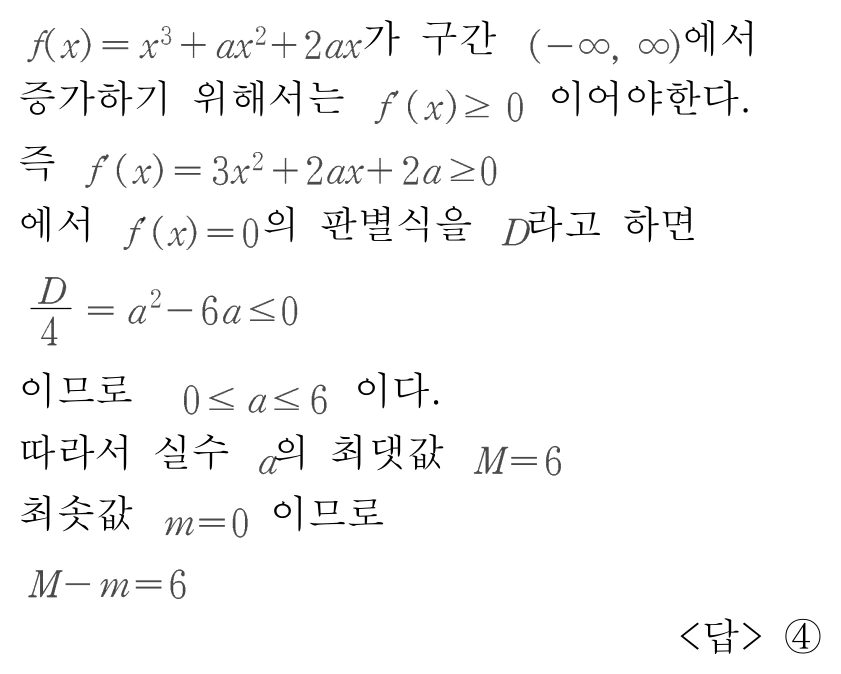 f(x)=x³+ax²+2ax가 구간 (-∞, ∞)에서
증가하기 위해서는 f′(x)≥0 이어야한다.
즉 f′(x)=3x²+2ax+2a≥0
에서 f′(x)=0의 판별식을 D라고 하면
D/4 = a²-6a≤0
이므로 0≤a≤6 이다.
따라서 실수 a의 최댓값 M=6
최솟값 m=0 이므로
M-m=6
<답> ④